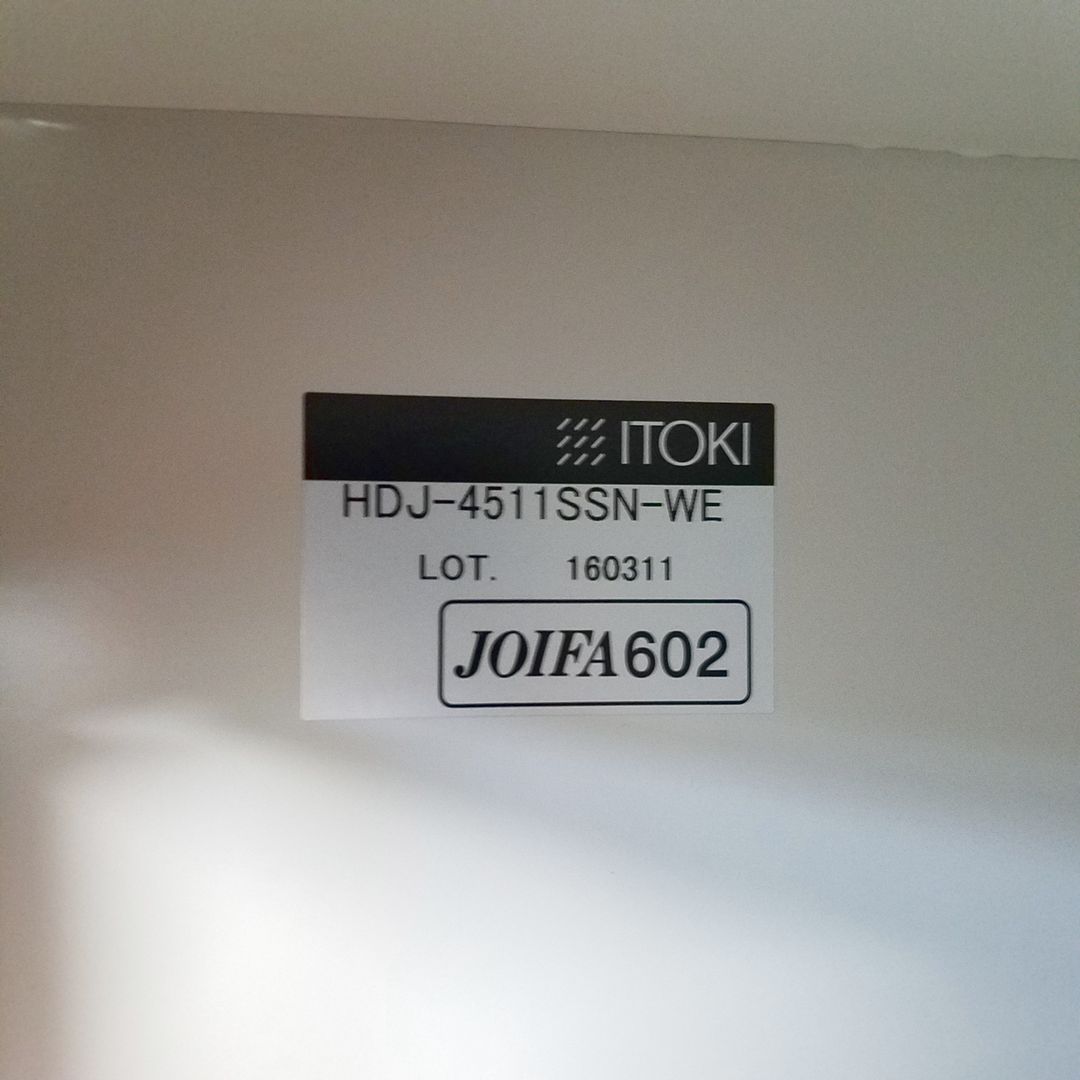 ITOKI
HDJ-4511SSN-WE
LOT. 160311
JOIFA602